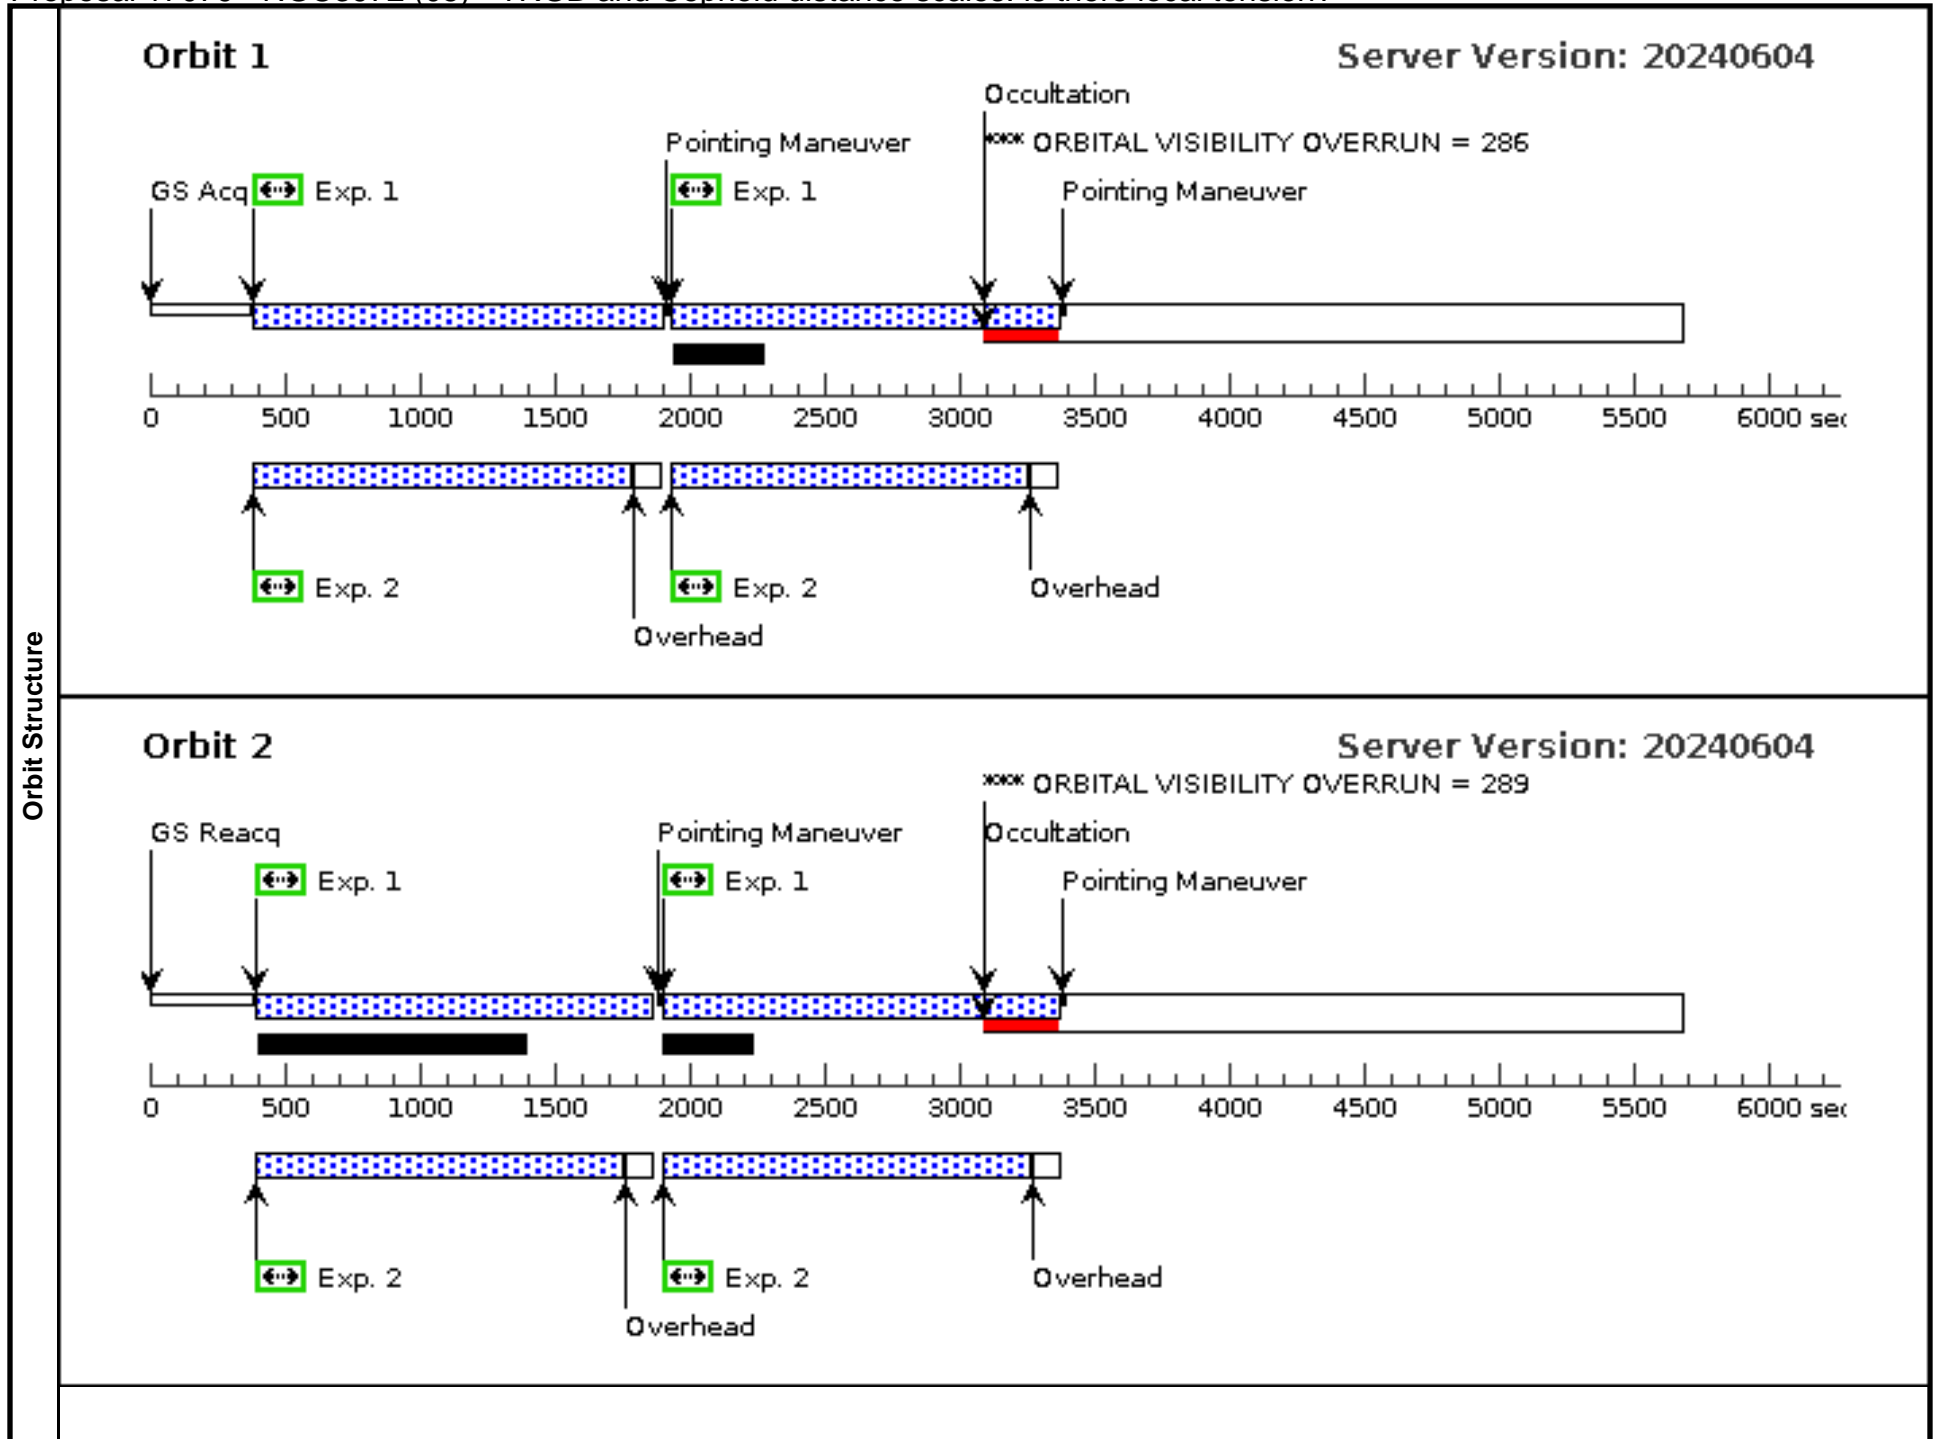 Orbit Structure
Orbit 1
Server Version: 20240604
Occultation
Pointing Maneuver
**** ORBITAL VISIBILITY OVERRUN = 286
GS Acq
Exp. 1
Exp. 1
Pointing Maneuver
0 500 1000 1500 2000 2500 3000 3500 4000 4500 5000 5500 6000 sec
Exp. 2
Exp. 2
Overhead
Overhead
Orbit 2
Server Version: 20240604
**** ORBITAL VISIBILITY OVERRUN = 289
GS Reacq
Pointing Maneuver
Occultation
Exp. 1
Exp. 1
Pointing Maneuver
0 500 1000 1500 2000 2500 3000 3500 4000 4500 5000 5500 6000 sec
Exp. 2
Exp. 2
Overhead
Overhead